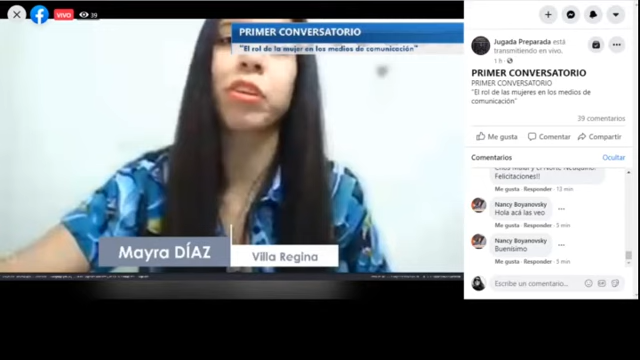 VIVO
39
PRIMER CONVERSATORIO
"El rol de la mujer en los medios de comunicación"
Mayra DÍAZ
Villa Regina
Jugada Preparada está
transmitiendo en vivo.
1 h
PRIMER CONVERSATORIO
PRIMER CONVERSATORIO
"El rol de las mujeres en los medios de
comunicación"
39 comentarios
Me gusta
Comentar
Compartir
Comentarios
Ocultar
Felicitaciones!!
Me gusta · Responder · 12 min
Nancy Boyanovsky
Hola acá las veo
Me gusta · Responder · 5 min
Nancy Boyanovsky
Buenísimo
Me gusta · Responder · 3 min
Escribe un comentario...